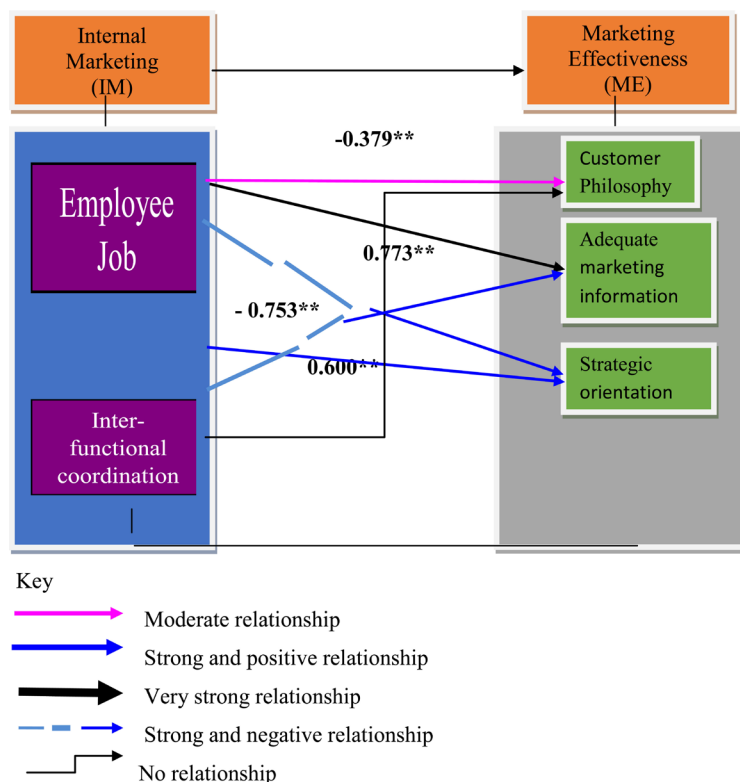 Internal
Marketing
(IM)
Marketing
Effectiveness
(ME)
-0.379**
Employee
Job
Customer
Philosophy
0.773**
Adequate
marketing
information
- 0.753**
0.600**
Strategic
orientation
Inter-
functional
coordination
Key
Moderate relationship
Strong and positive relationship
Very strong relationship
Strong and negative relationship
No relationship